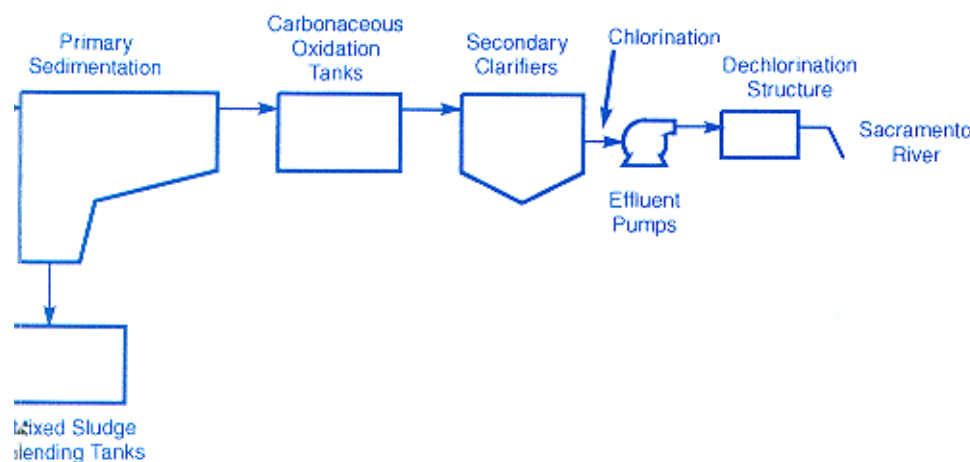 Primary
Sedimentation
Carbonaceous
Oxidation
Tanks
Secondary
Clarifiers
Chlorination
Dechlorination
Structure
Sacramento
River
Effluent
Pumps
Mixed Sludge
lending Tanks